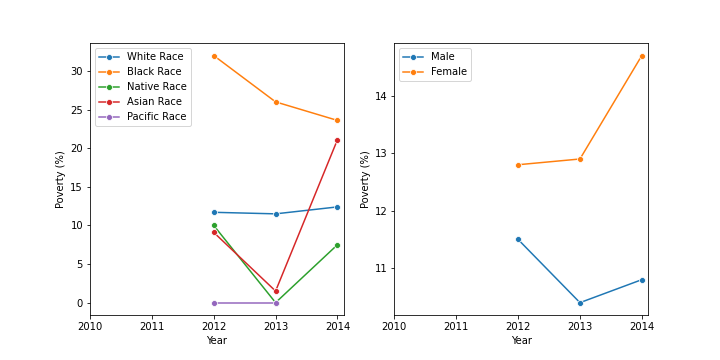 White Race
Black Race
Native Race
Asian Race
Pacific Race
Poverty (%)
30
25
20
15
10
5
0
2010 2011 2012 2013 2014
Year
Male
Female
Poverty (%)
14
13
12
11
2010 2011 2012 2013 2014
Year